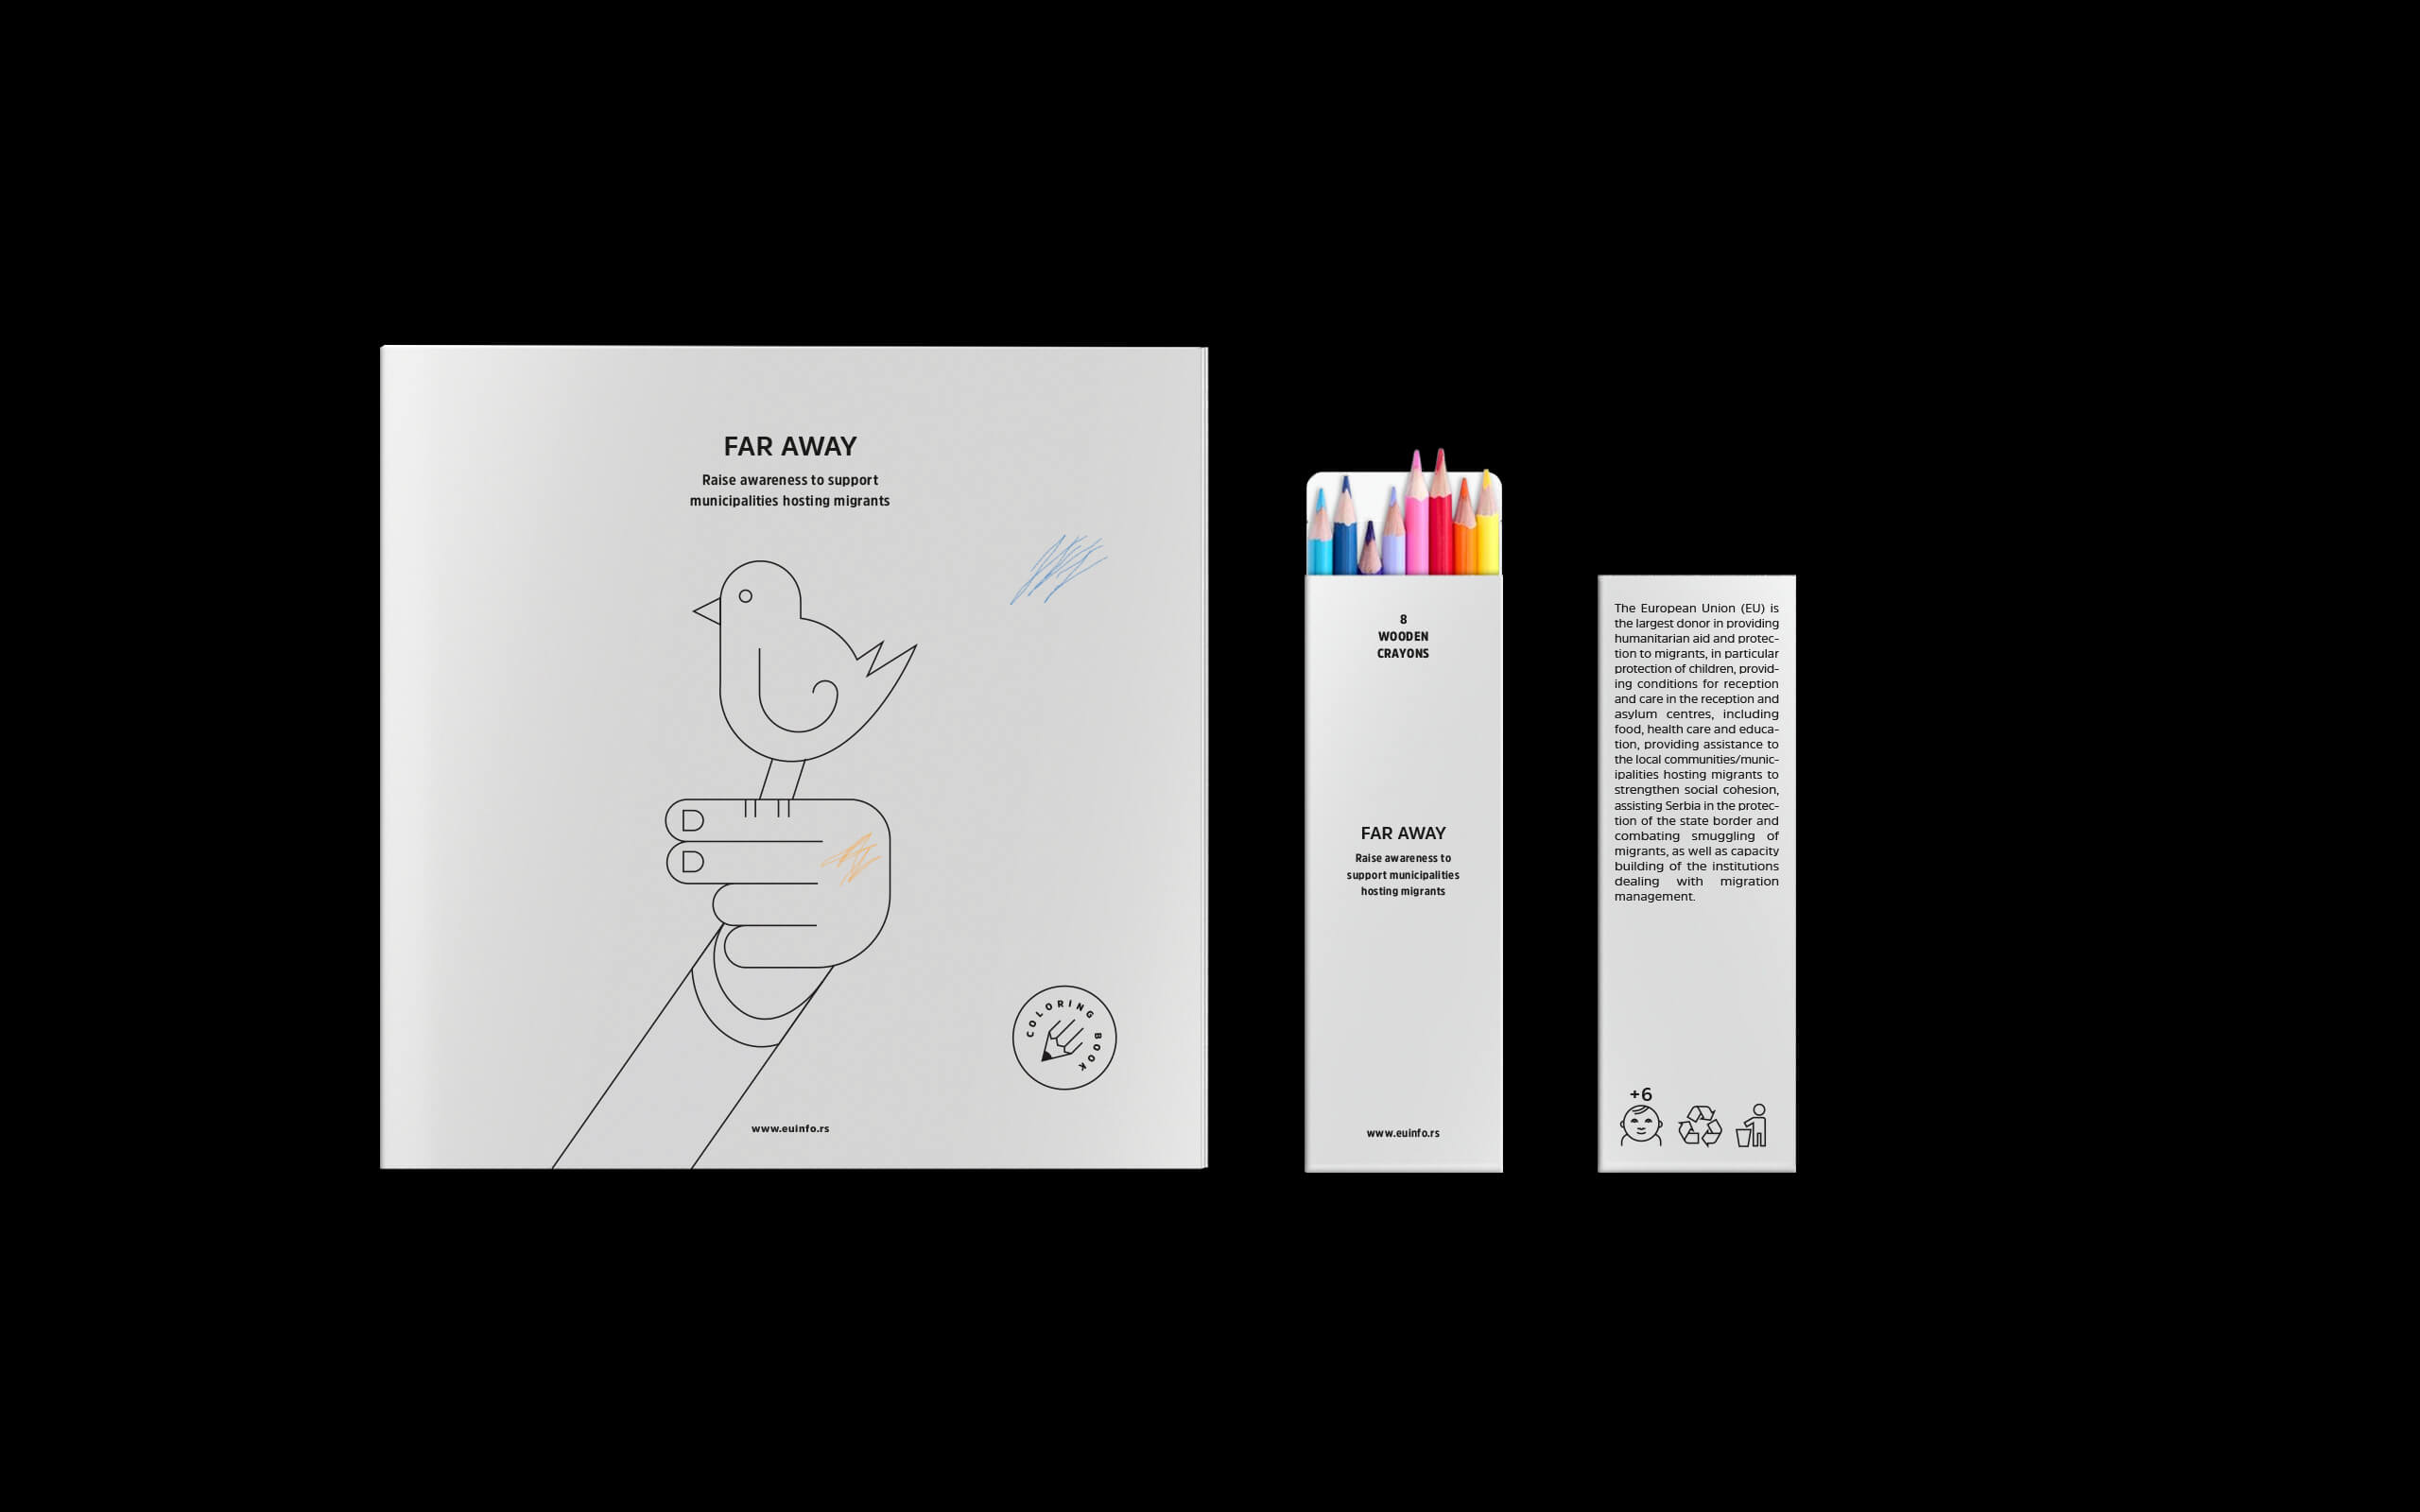 FAR AWAY
Raise awareness to support
municipalities hosting migrants
COLORING BOOK
www.euinfo.rs
8
WOODEN
CRAYONS
FAR AWAY
Raise awareness to
support municipalities
hosting migrants
www.euinfo.rs
The European Union (EU) is
the largest donor in providing
humanitarian aid and protec-
tion to migrants, in particular
protection of children, provid-
ing conditions for reception
and care in the reception and
asylum centres, including
food, health care and educa-
tion, providing assistance to
the local communities/munic-
ipalities hosting migrants to
strengthen social cohesion,
assisting Serbia in the protec-
tion of the state border and
combating smuggling of
migrants, as well as capacity
building of the institutions
dealing with migration
management.
+6